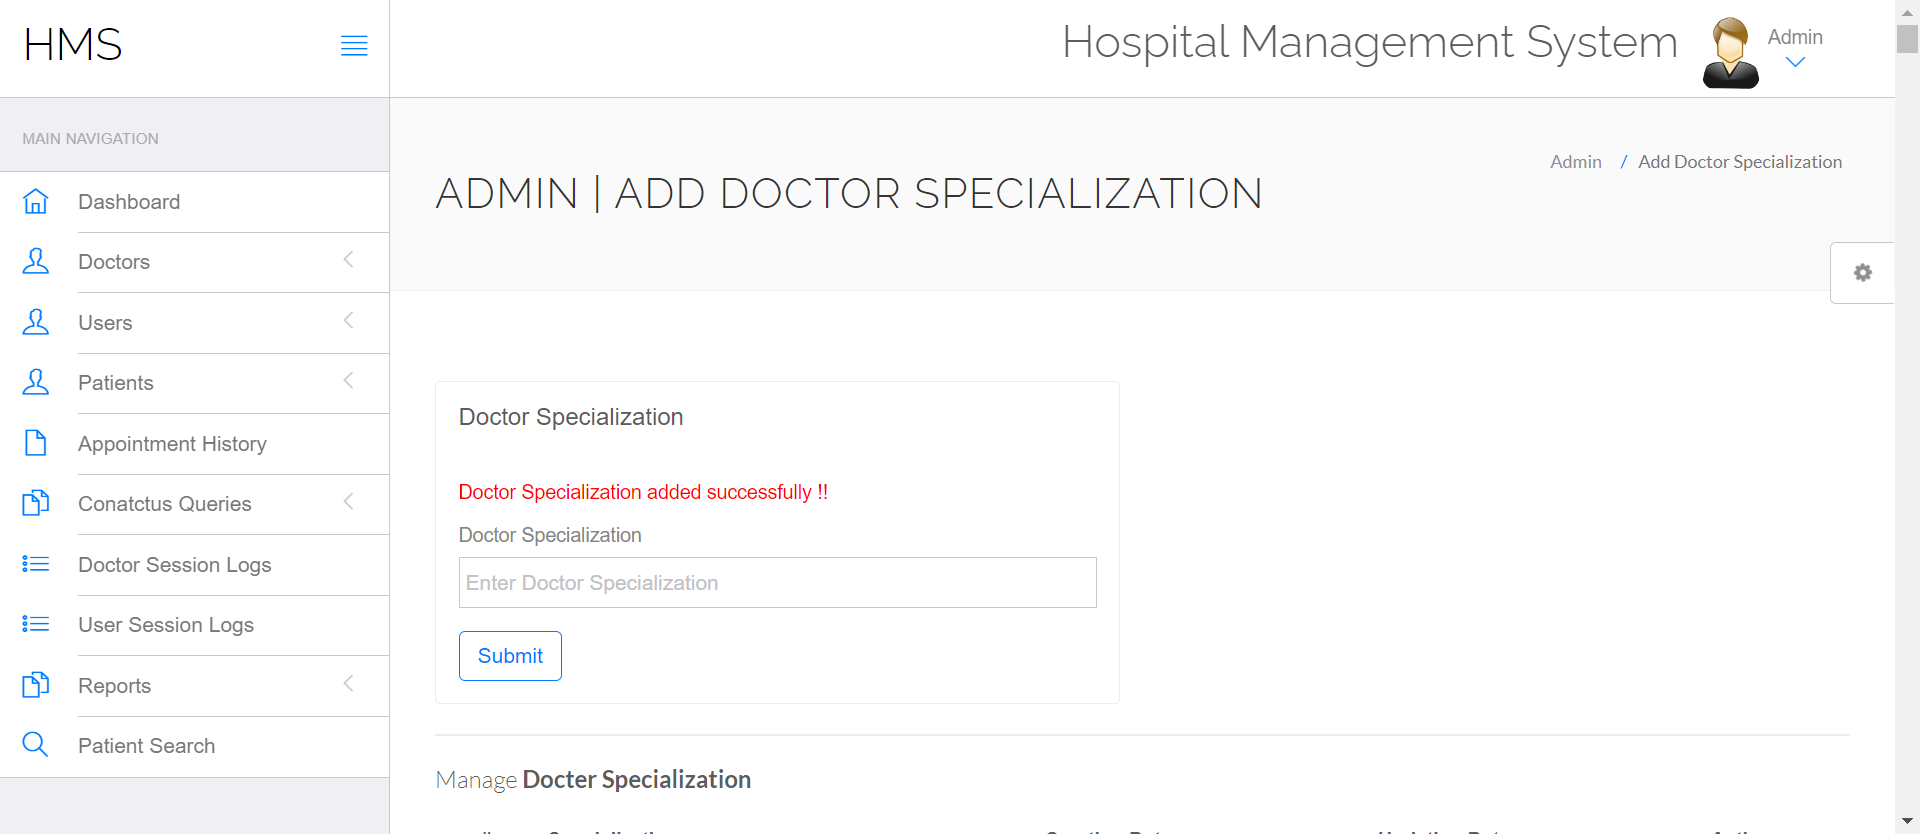 HMS
Hospital Management System
Admin
MAIN NAVIGATION
Dashboard
Doctors
Users
Patients
Appointment History
Conatctus Queries
Doctor Session Logs
User Session Logs
Reports
Patient Search
ADMIN | ADD DOCTOR SPECIALIZATION
Admin / Add Doctor Specialization
Doctor Specialization
Doctor Specialization added successfully !!
Doctor Specialization
Enter Doctor Specialization
Submit
Manage Docter Specialization